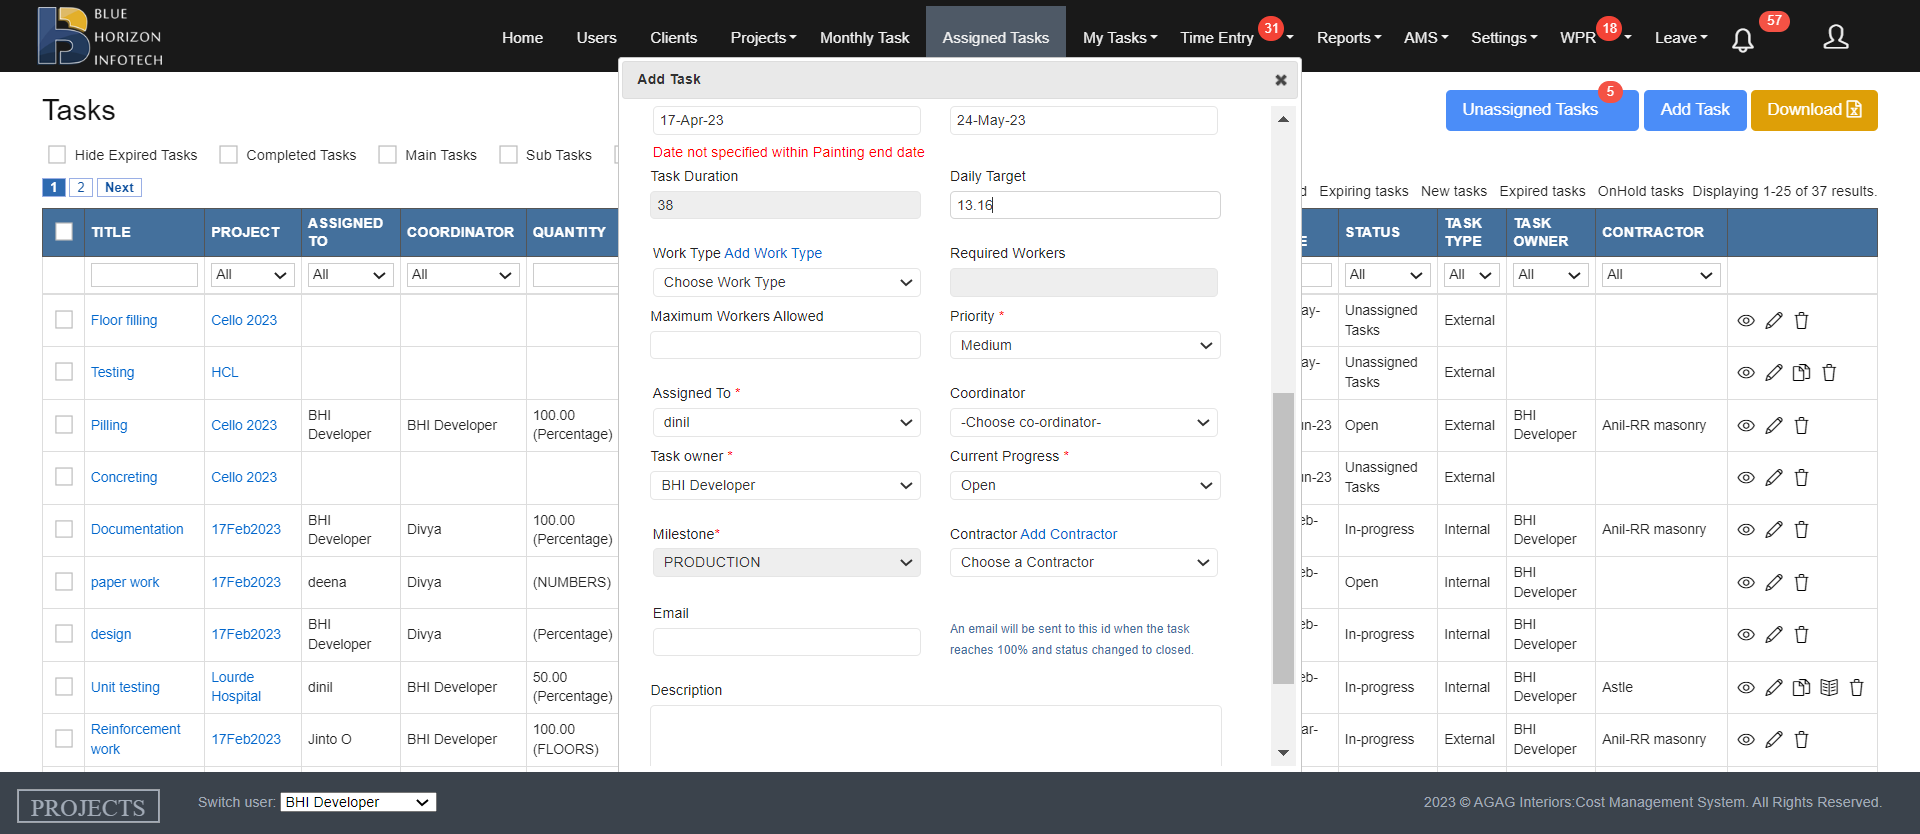 BLUE
HORIZON
INFOTECH
Home Users Clients Projects Monthly Task Assigned Tasks My Tasks Time Entry 31 Reports AMS Settings WPR 18 Leave 57
Tasks
Unassigned Tasks 5 Add Task Download
Hide Expired Tasks Completed Tasks Main Tasks Sub Tasks
1 2 Next
Expiring tasks New tasks Expired tasks OnHold tasks Displaying 1-25 of 37 results.
TITLE PROJECT ASSIGNED TO COORDINATOR QUANTITY STATUS TASK TYPE TASK OWNER CONTRACTOR
All All All All All All All
Floor filling Cello 2023 ay- Unassigned Tasks External
Testing HCL ay- Unassigned Tasks External
Pilling Cello 2023 BHI Developer BHI Developer 100.00 (Percentage) un-23 Open External BHI Developer Anil-RR masonry
Concreting Cello 2023 un-23 Unassigned Tasks External
Documentation 17Feb2023 BHI Developer Divya 100.00 (Percentage) eb- In-progress Internal BHI Developer Anil-RR masonry
paper work 17Feb2023 deena Divya (NUMBERS) eb- Open Internal BHI Developer
design 17Feb2023 BHI Developer Divya (Percentage) eb- In-progress Internal BHI Developer
Unit testing Lourde Hospital dinil BHI Developer 50.00 (Percentage) eb- In-progress Internal BHI Developer Astle
Reinforcement work 17Feb2023 Jinto O BHI Developer 100.00 (FLOORS) ar- In-progress External BHI Developer Anil-RR masonry
Add Task
17-Apr-23 24-May-23
Date not specified within Painting end date
Task Duration Daily Target
38 13.16
Work Type Add Work Type Required Workers
Choose Work Type
Maximum Workers Allowed Priority *
Medium
Assigned To * Coordinator
dinil -Choose co-ordinator-
Task owner * Current Progress *
BHI Developer Open
Milestone* Contractor Add Contractor
PRODUCTION Choose a Contractor
Email
An email will be sent to this id when the task
reaches 100% and status changed to closed.
Description
PROJECTS Switch user: BHI Developer 2023 © AGAG Interiors:Cost Management System. All Rights Reserved.